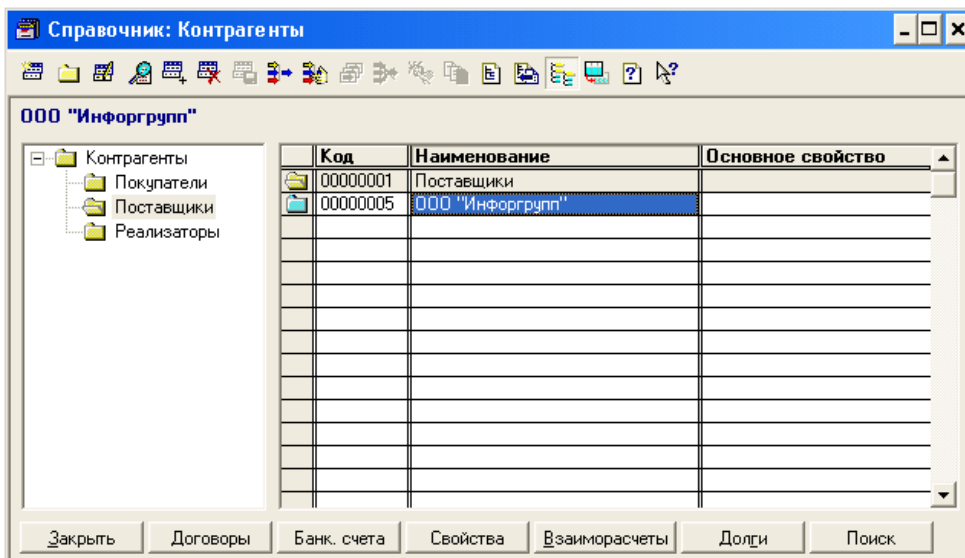 Справочник: Контрагенты
ООО "Инфоргрупп"
Контрагенты
Покупатели
Поставщики
Реализаторы
Код Наименование Основное свойство
00000001 Поставщики
00000005 ООО "Инфоргрупп"
Закрыть Договоры Банк. счета Свойства Взаиморасчеты Долги Поиск